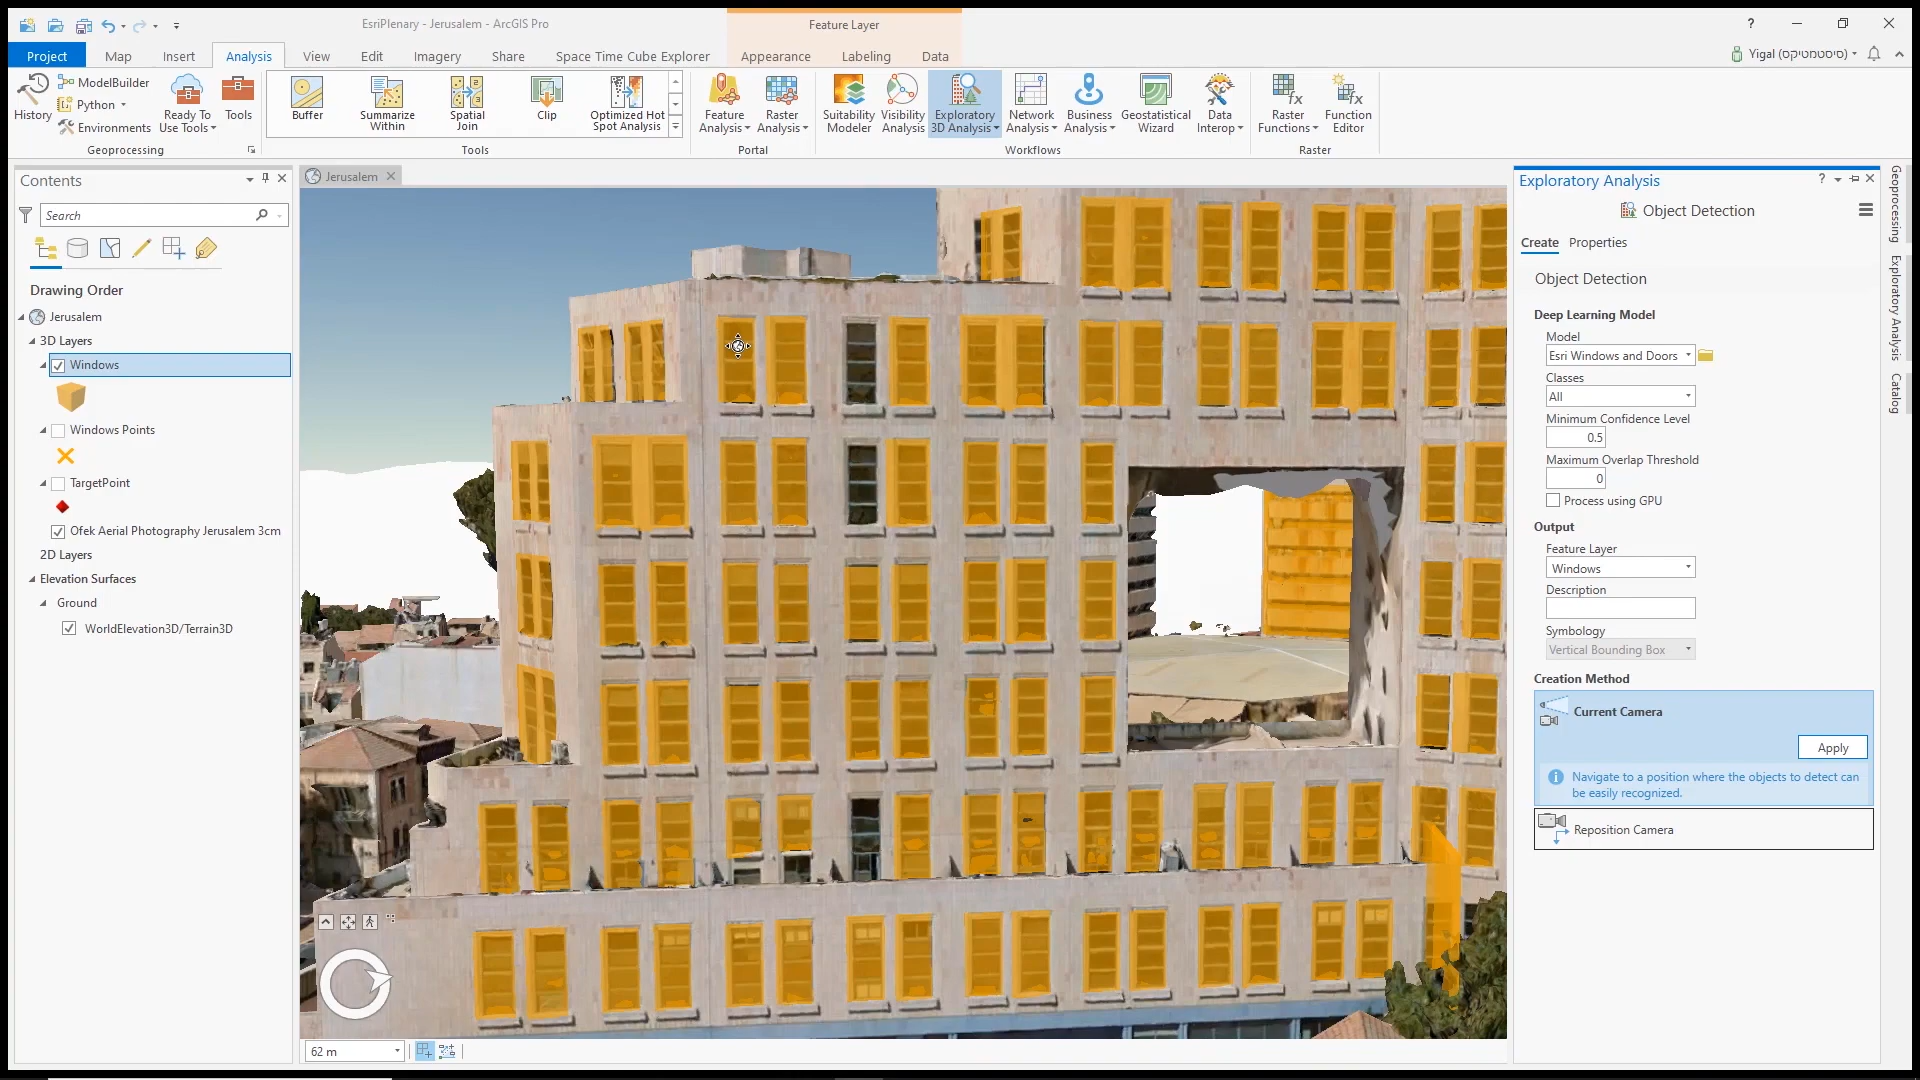 EsriPlenary - Jerusalem - ArcGIS Pro
Feature Layer
?
Project
Map
Insert
Analysis
View
Edit
Imagery
Share
Space Time Cube Explorer
Appearance
Labeling
Data
Yigal (סיסטמטיקס)
History
ModelBuilder
Python
Environments
Ready To
Use Tools
Tools
Geoprocessing
Buffer
Summarize
Within
Spatial
Join
Clip
Optimized Hot
Spot Analysis
Tools
Feature
Analysis
Raster
Analysis
Portal
Suitability
Modeler
Visibility
Analysis
Exploratory
3D Analysis
Network
Analysis
Business
Analysis
Geostatistical
Wizard
Data
Interop
Workflows
Raster
Functions
Function
Editor
Raster
Contents
Search
Drawing Order
Jerusalem
3D Layers
Windows
Windows Points
TargetPoint
Ofek Aerial Photography Jerusalem 3cm
2D Layers
Elevation Surfaces
Ground
WorldElevation3D/Terrain3D
Jerusalem
62 m
Exploratory Analysis
?
Object Detection
Create
Properties
Object Detection
Deep Learning Model
Model
Esri Windows and Doors
Classes
All
Minimum Confidence Level
0.5
Maximum Overlap Threshold
0
Process using GPU
Output
Feature Layer
Windows
Description
Symbology
Vertical Bounding Box
Creation Method
Current Camera
Apply
Navigate to a position where the objects to detect can
be easily recognized.
Reposition Camera
Geoprocessing
Exploratory Analysis
Catalog